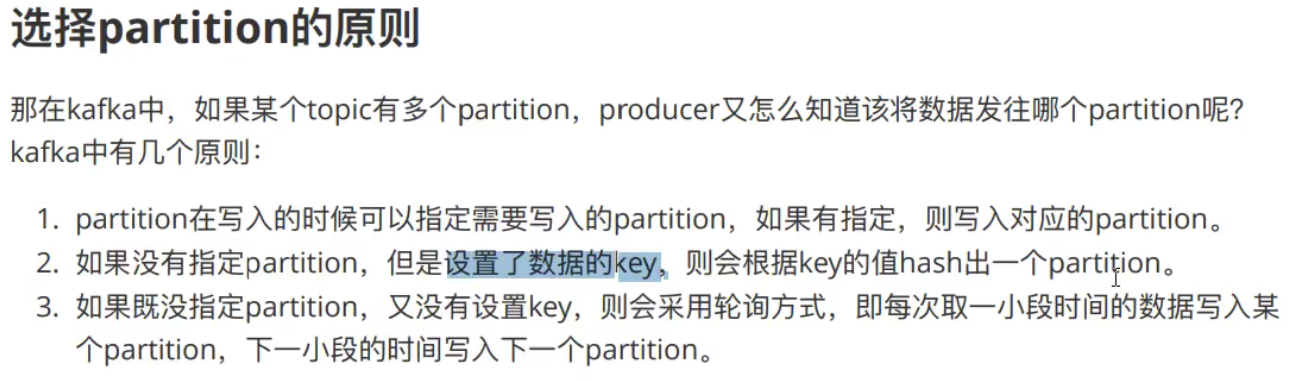 选择partition的原则
那在kafka中，如果某个topic有多个partition，producer又怎么知道该将数据发往哪个partition呢？
kafka中有几个原则：
1. partition在写入的时候可以指定需要写入的partition，如果有指定，则写入对应的partition。
2. 如果没有指定partition，但是设置了数据的key，则会根据key的值hash出一个partition。
3. 如果既没指定partition，又没有设置key，则会采用轮询方式，即每次取一小段时间的数据写入某
个partition，下一小段的时间写入下一个partition。